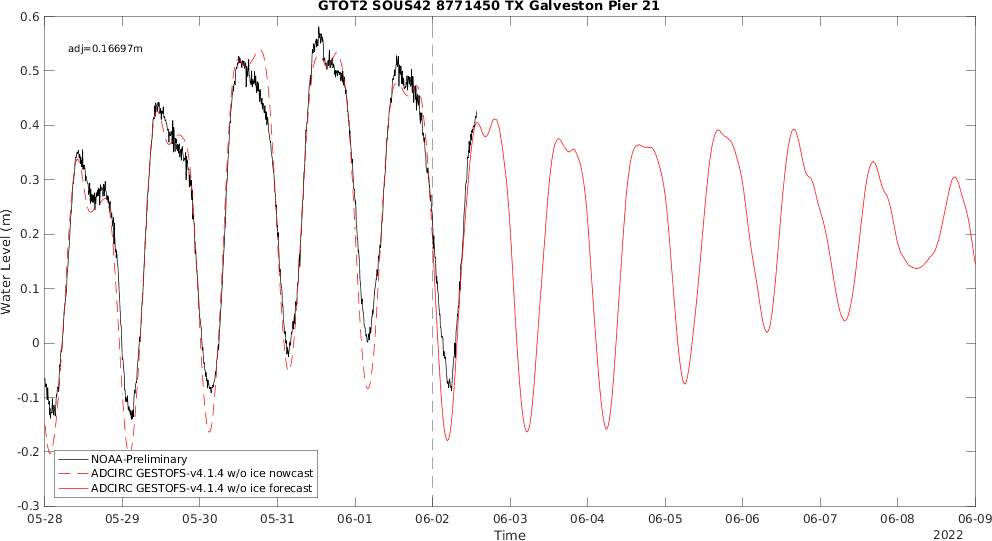 GTOT2 SOUS42 8771450 TX Galveston Pier 21
adj=0.16697m
0.6
0.5
0.4
0.3
0.2
0.1
0
-0.1
-0.2
-0.3
Water Level (m)
NOAA-Preliminary
ADCIRC GESTOFS-v4.1.4 w/o ice nowcast
ADCIRC GESTOFS-v4.1.4 w/o ice forecast
05-28 05-29 05-30 05-31 06-01 06-02 06-03 06-04 06-05 06-06 06-07 06-08 06-09
Time
2022